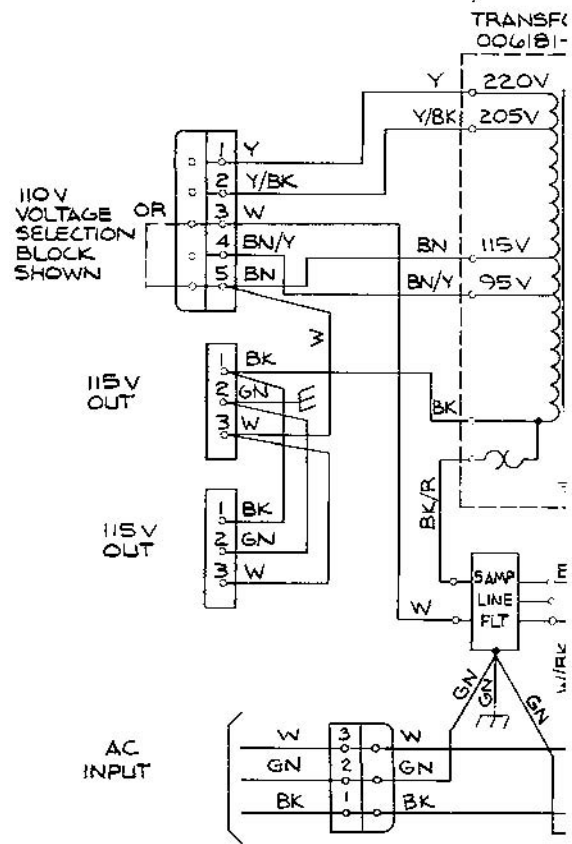 TRANSF
006181-
Y
220V
Y/BK
205V
1 Y
2 Y/BK
110V
VOLTAGE
SELECTION
BLOCK
SHOWN
OR
3 W
4 BN/Y
5 BN
BN
115V
BN/Y
95V
W
1 BK
115V
OUT
2 GN
3 W
BK
BK/R
1 BK
115V
OUT
2 GN
3 W
W
5AMP
LINE
FLT
W/BK
GN
GN
GN
AC
INPUT
W 3 W
GN 2 GN
BK 1 BK